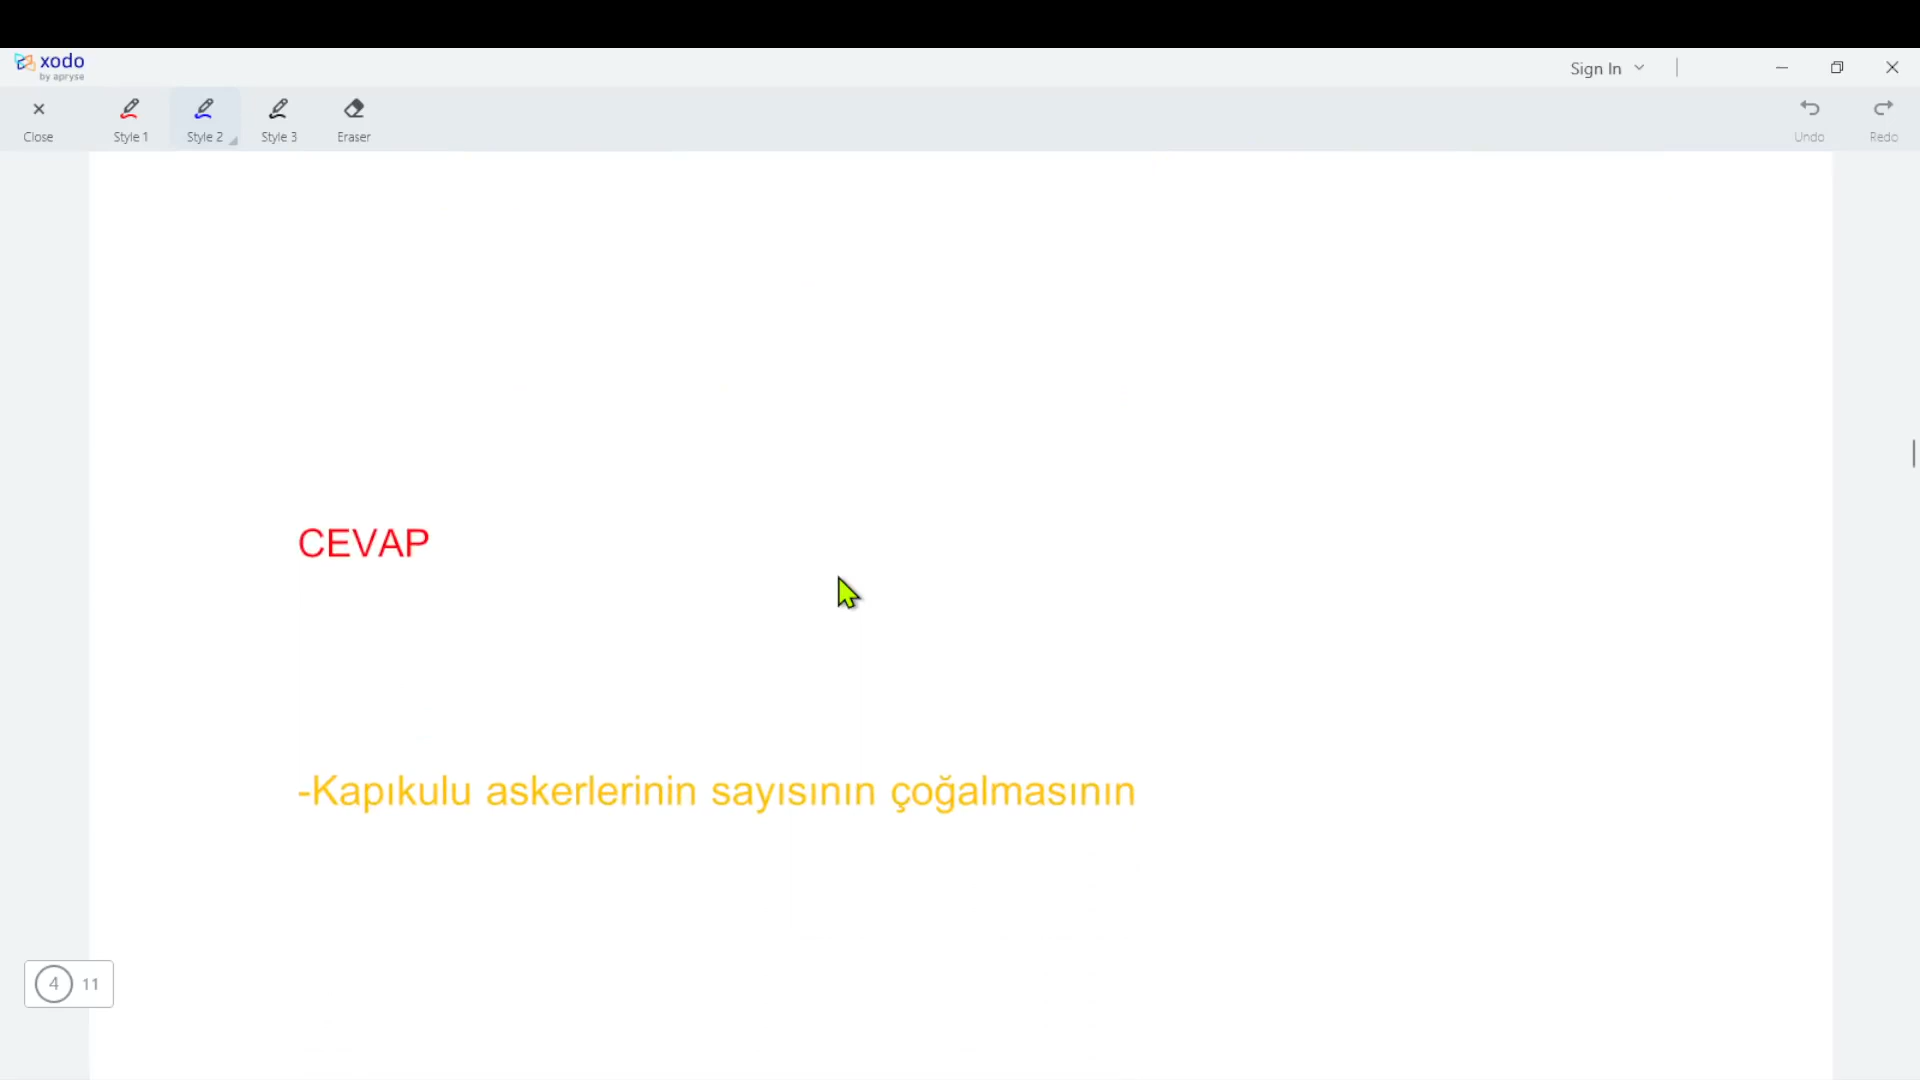 xodo
by apryse
Sign In
Close
Style 1
Style 2
Style 3
Eraser
Undo
Redo
CEVAP
-Kapıkulu askerlerinin sayısının çoğalmasının
4 11